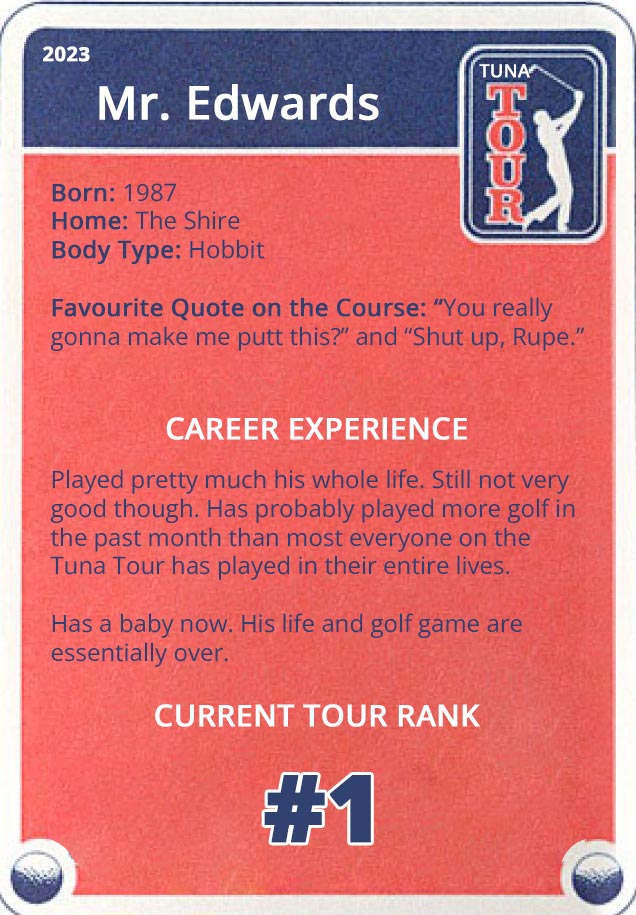 2023
Mr. Edwards
TUNA
TOUR
Born: 1987
Home: The Shire
Body Type: Hobbit
Favourite Quote on the Course: “You really
gonna make me putt this?” and “Shut up, Rupe.”
CAREER EXPERIENCE
Played pretty much his whole life. Still not very
good though. Has probably played more golf in
the past month than most everyone on the
Tuna Tour has played in their entire lives.
Has a baby now. His life and golf game are
essentially over.
CURRENT TOUR RANK
#1